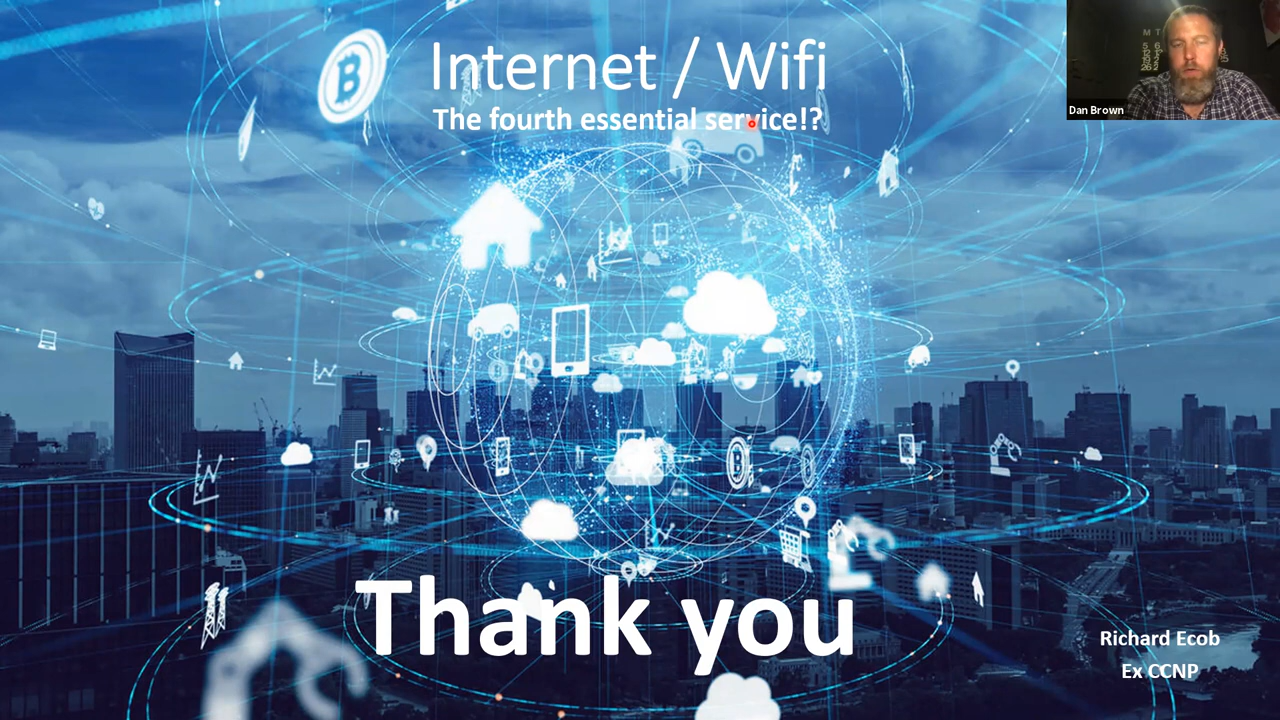 Internet / Wifi
The fourth essential service!?
Dan Brown
Thank you
Richard Ecob
Ex CCNP